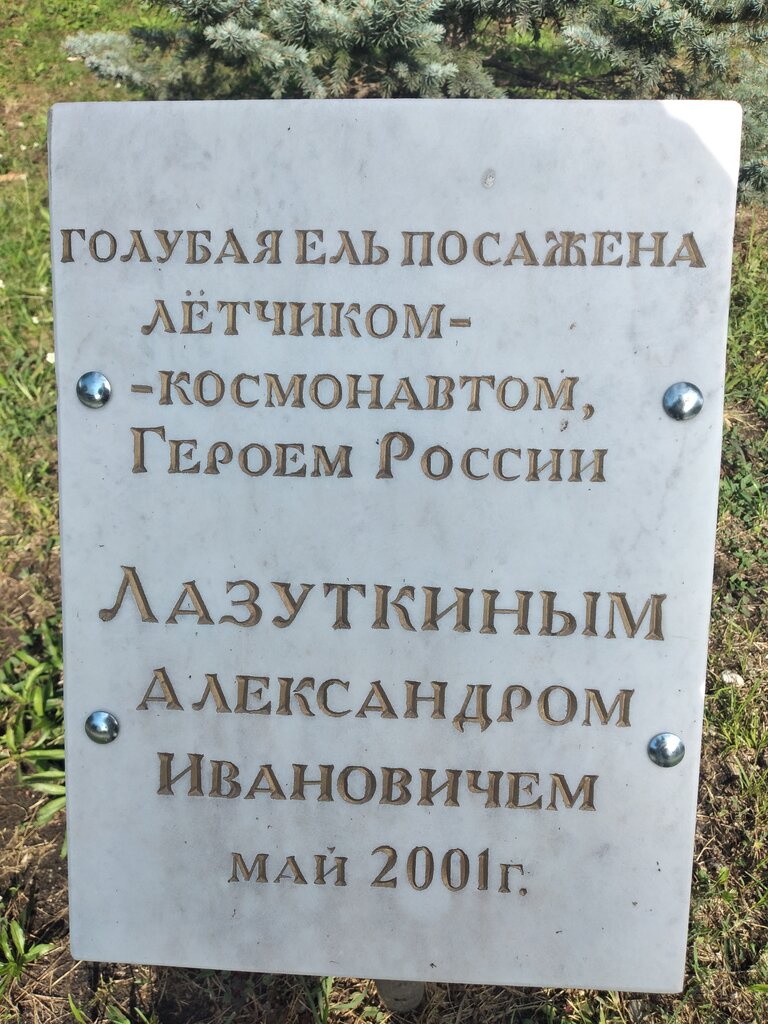 ГОЛУБАЯ ЕЛЬ ПОСАЖЕНА
ЛЁТЧИКОМ-
-КОСМОНАВТОМ,
ГЕРОЕМ РОССИИ
ЛАЗУТКИНЫМ
АЛЕКСАНДРОМ
ИВАНОВИЧЕМ
МАЙ 2001Г.